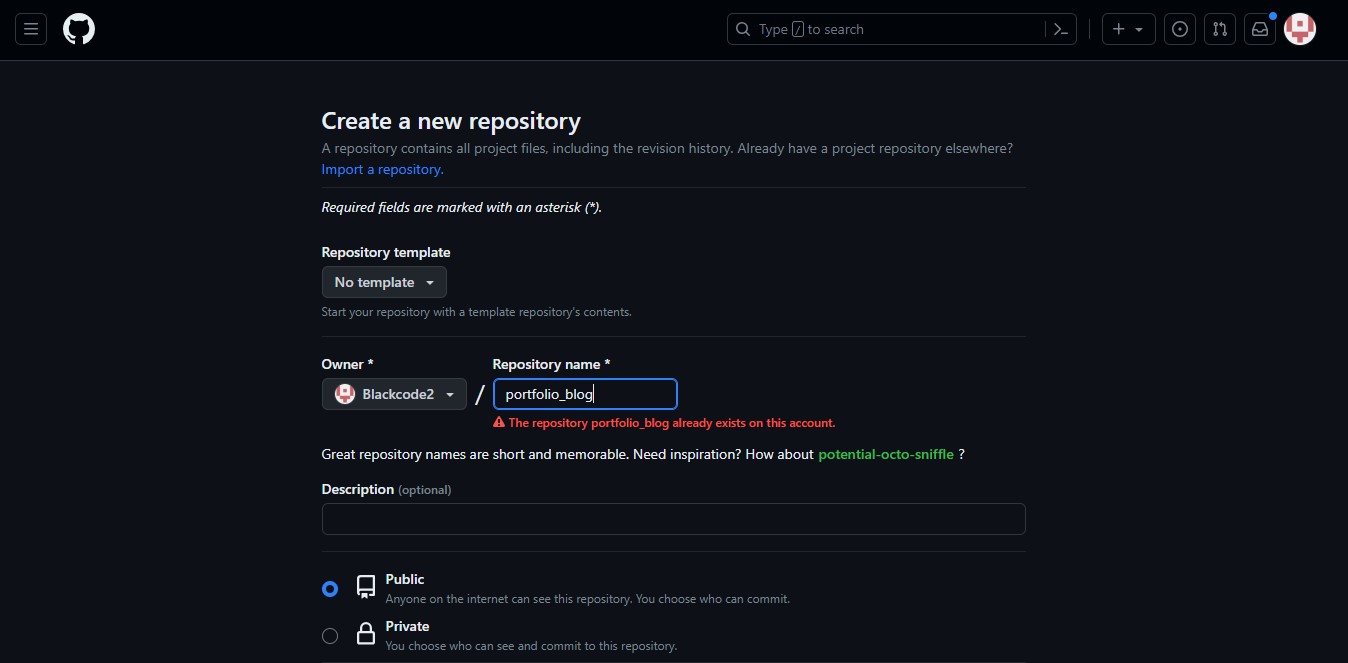 Type / to search
Create a new repository
A repository contains all project files, including the revision history. Already have a project repository elsewhere?
Import a repository.
Required fields are marked with an asterisk (*).
Repository template
No template
Start your repository with a template repository's contents.
Owner * Repository name *
Blackcode2 / portfolio_blog
The repository portfolio_blog already exists on this account.
Great repository names are short and memorable. Need inspiration? How about potential-octo-sniffle ?
Description (optional)
Public
Anyone on the internet can see this repository. You choose who can commit.
Private
You choose who can see and commit to this repository.